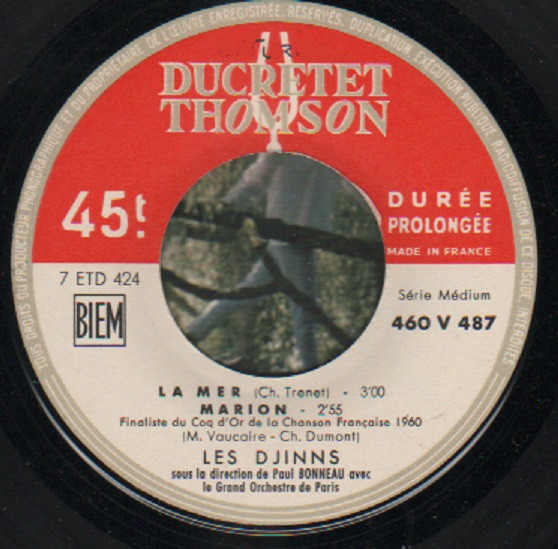 TOUS DROITS DU PRODUCTEUR PHONOGRAPHIQUE ET DU PROPRIÉTAIRE DE L'ŒUVRE ENREGISTRÉE RÉSERVÉS. DUPLICATION, EXÉCUTION PUBLIQUE, RADIODIFFUSION DE CE DISQUE INTERDITES
DUCRETET
THOMSON
45t.
DURÉE
PROLONGÉE
MADE IN FRANCE
7 ETD 424
BIEM
Série Médium
460 V 487
LA MER (Ch. Trenet) - 3'00
MARION - 2'55
Finaliste du Coq d'Or de la Chanson Française 1960
(M. Vaucaire - Ch. Dumont)
LES DJINNS
sous la direction de Paul BONNEAU avec
le Grand Orchestre de Paris